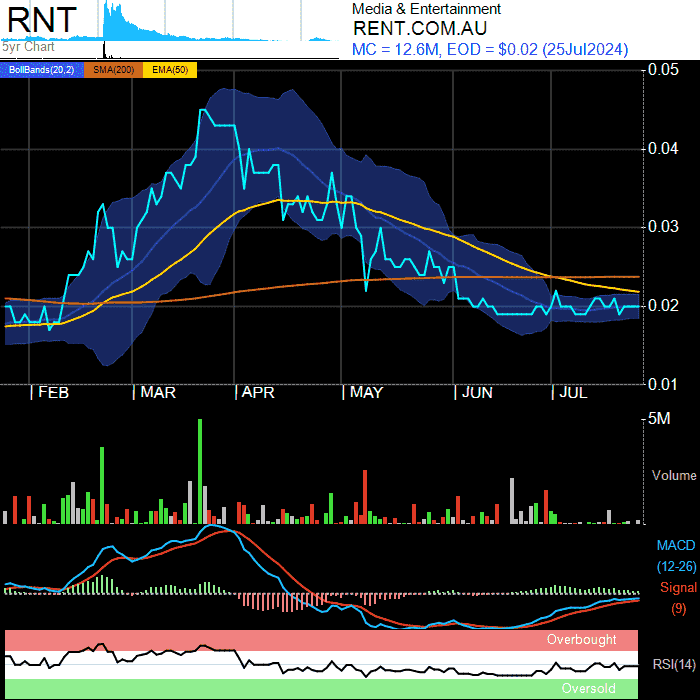 RNT
5yr Chart
Media & Entertainment
RENT.COM.AU
MC = 12.6M, EOD = $0.02 (25Jul2024)
BollBands(20,2) SMA(200) EMA(50)
0.05
0.04
0.03
0.02
0.01
FEB MAR APR MAY JUN JUL
5M
Volume
MACD
(12-26)
Signal
(9)
Overbought
RSI(14)
Oversold